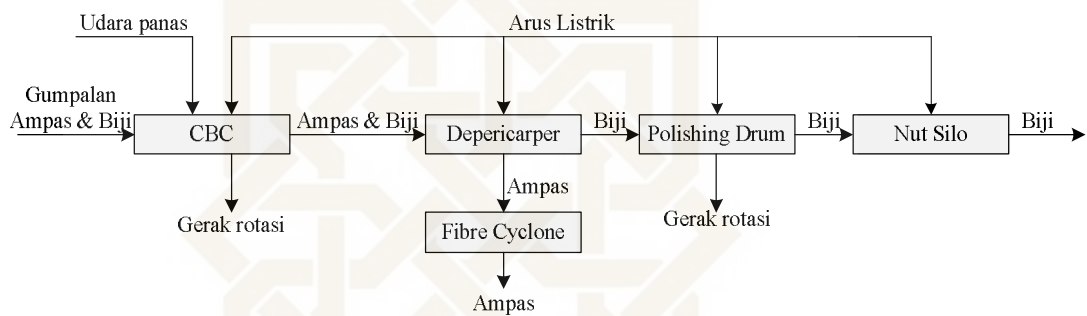 Udara panas
Arus Listrik
Gumpalan
Ampas & Biji
CBC
Ampas & Biji
Depericarper
Biji
Polishing Drum
Biji
Nut Silo
Biji
Ampas
Gerak rotasi
Gerak rotasi
Fibre Cyclone
Ampas